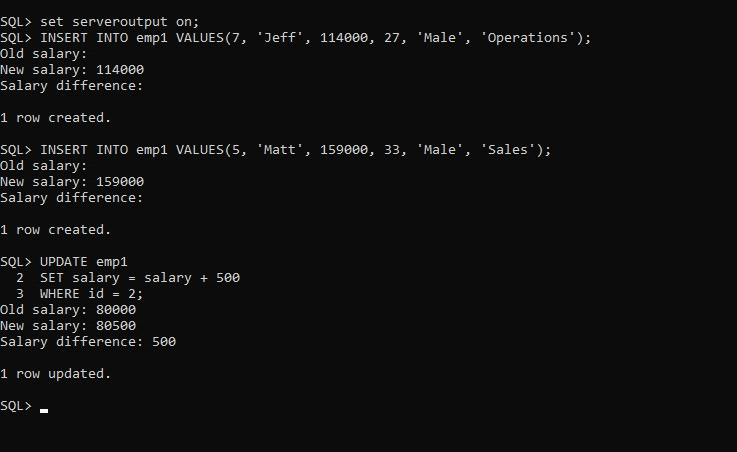 SQL> set serveroutput on;
SQL> INSERT INTO emp1 VALUES(7, 'Jeff', 114000, 27, 'Male', 'Operations');
Old salary:
New salary: 114000
Salary difference:
1 row created.
SQL> INSERT INTO emp1 VALUES(5, 'Matt', 159000, 33, 'Male', 'Sales');
Old salary:
New salary: 159000
Salary difference:
1 row created.
SQL> UPDATE emp1
  2  SET salary = salary + 500
  3  WHERE id = 2;
Old salary: 80000
New salary: 80500
Salary difference: 500
1 row updated.
SQL>